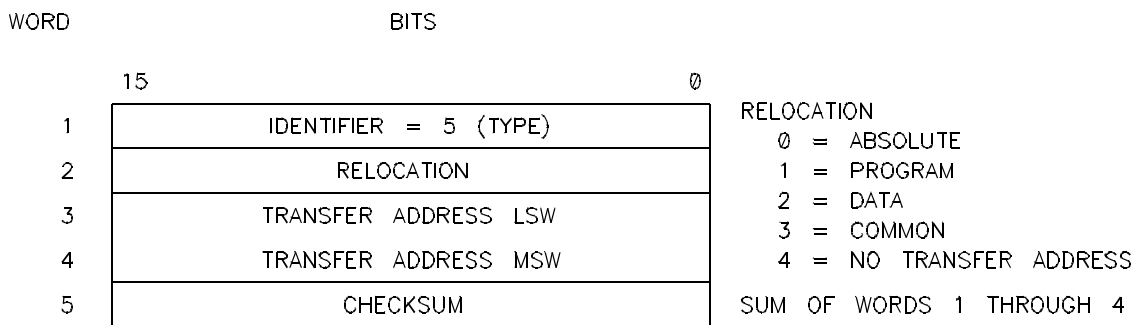 WORD BITS
15 0
1 IDENTIFIER = 5 (TYPE)
2 RELOCATION
3 TRANSFER ADDRESS LSW
4 TRANSFER ADDRESS MSW
5 CHECKSUM
RELOCATION
0 = ABSOLUTE
1 = PROGRAM
2 = DATA
3 = COMMON
4 = NO TRANSFER ADDRESS
SUM OF WORDS 1 THROUGH 4